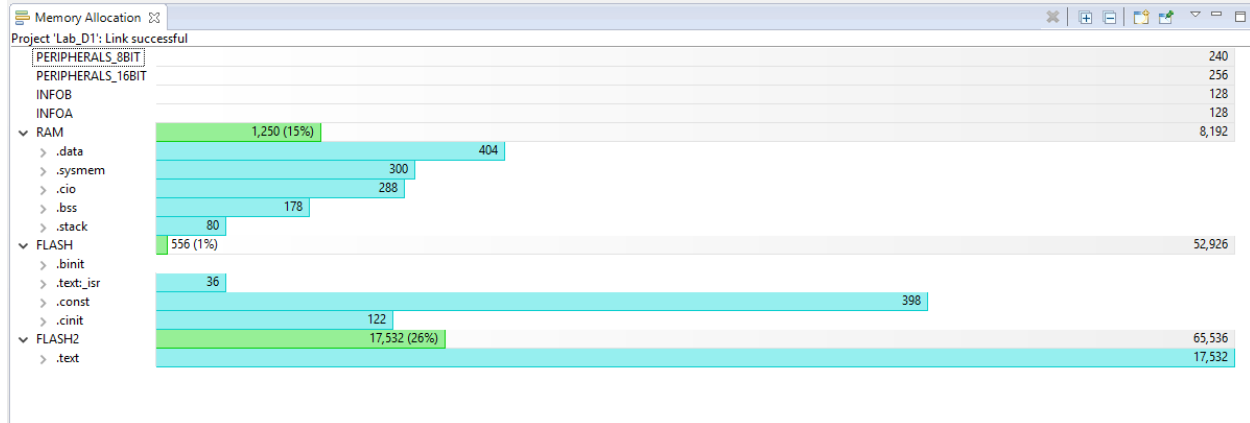 Memory Allocation
Project 'Lab_D1': Link successful
PERIPHERALS_8BIT 240
PERIPHERALS_16BIT 256
INFOB 128
INFOA 128
RAM 1,250 (15%) 8,192
.data 404
.sysmem 300
.cio 288
.bss 178
.stack 80
FLASH 556 (1%) 52,926
.binit
.text:_isr 36
.const 398
.cinit 122
FLASH2 17,532 (26%) 65,536
.text 17,532